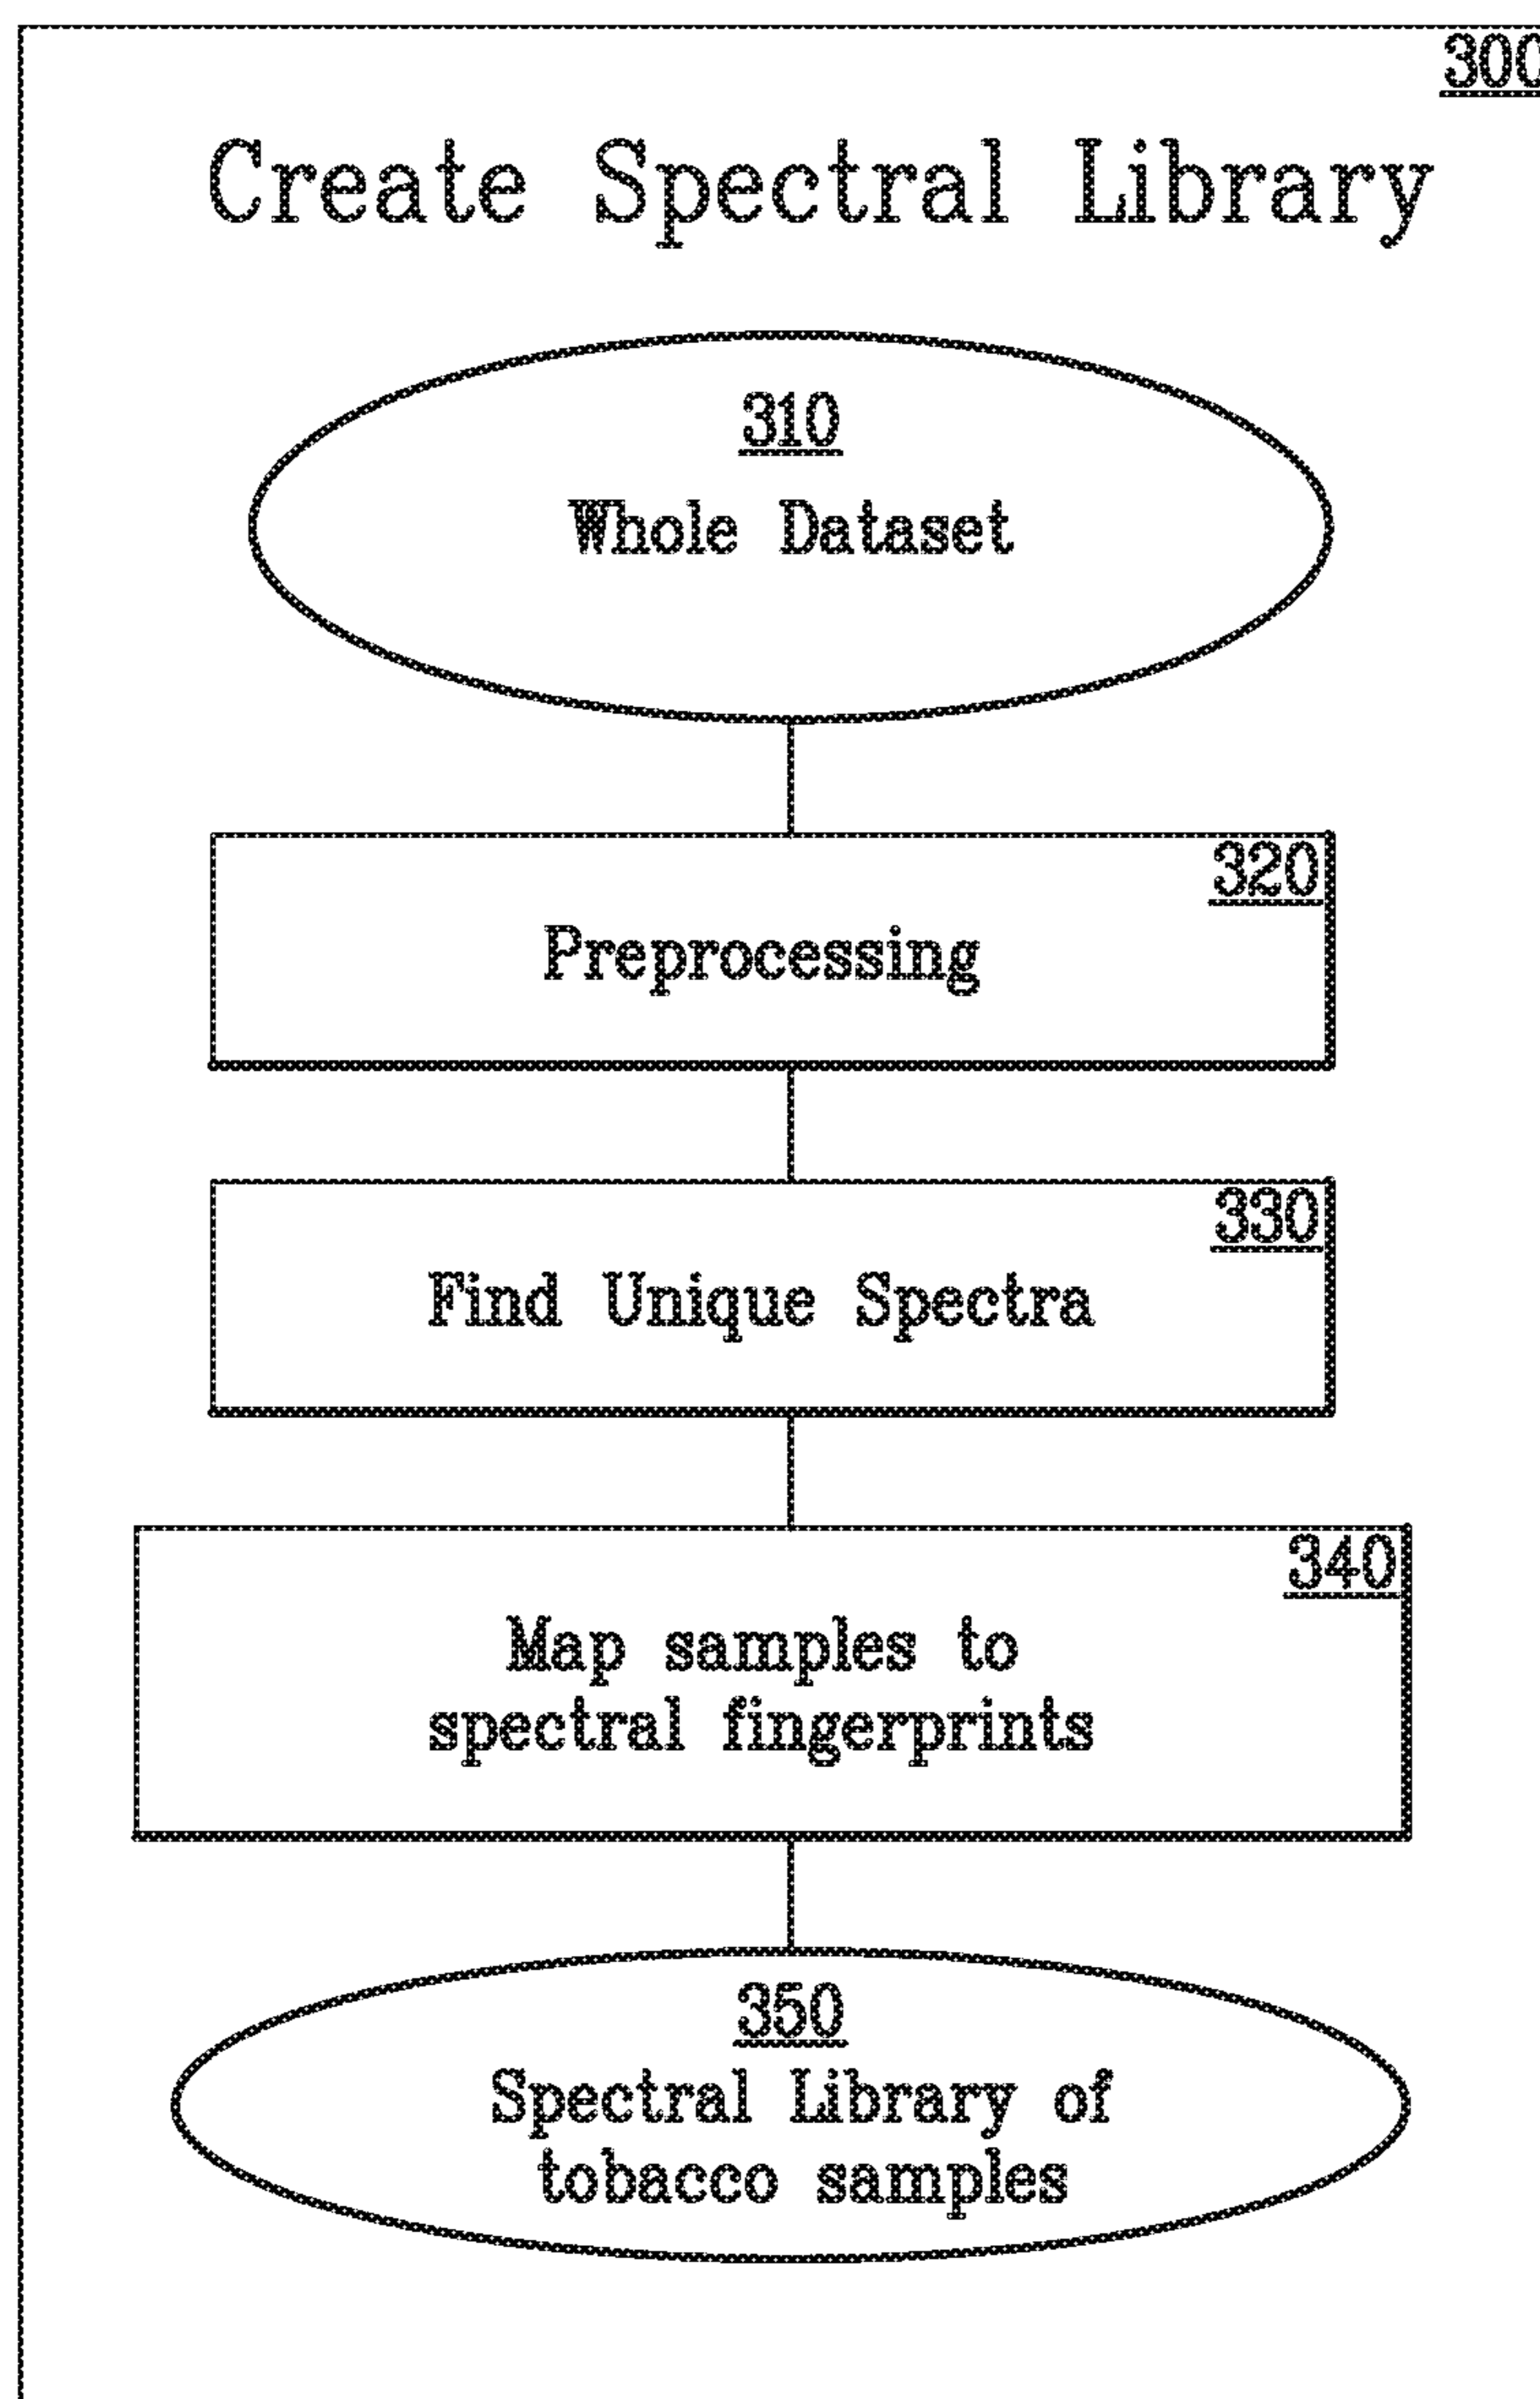 300
Create Spectral Library
310
Whole Dataset
320
Preprocessing
330
Find Unique Spectra
340
Map samples to
spectral fingerprints
350
Spectral Library of
tobacco samples